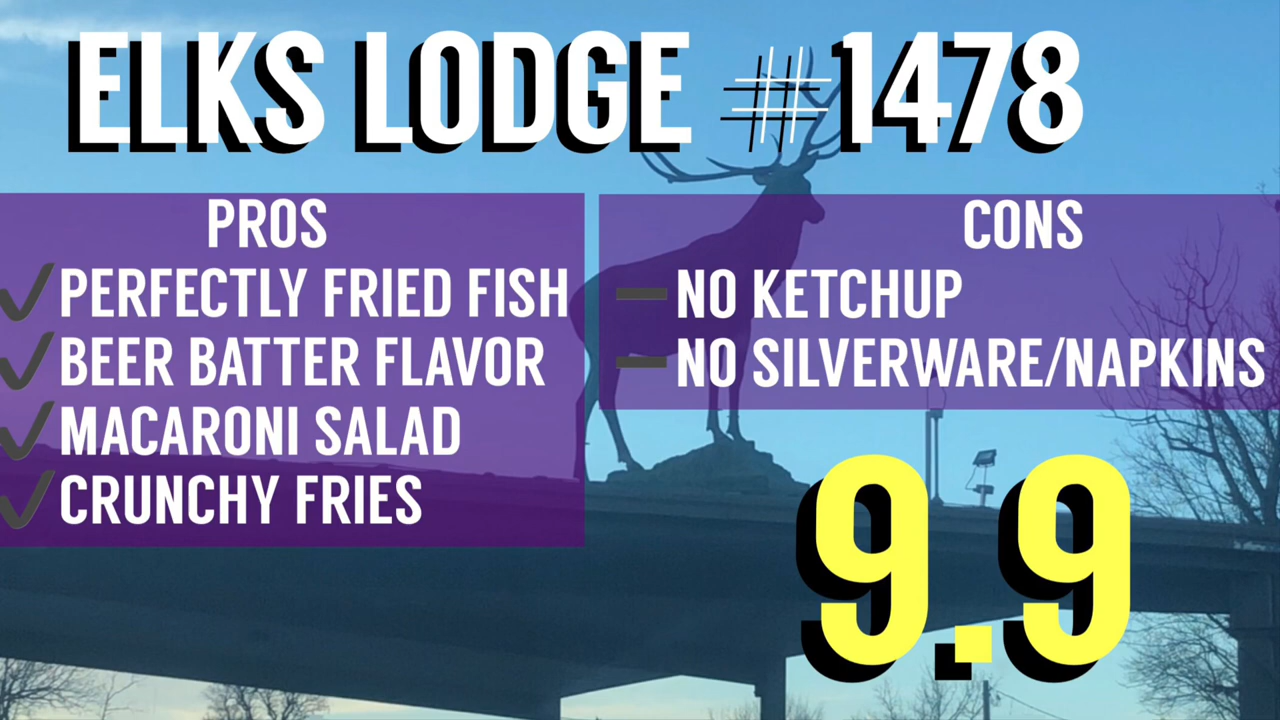 ELKS LODGE #1478
PROS
✓PERFECTLY FRIED FISH
✓BEER BATTER FLAVOR
✓MACARONI SALAD
✓CRUNCHY FRIES
CONS
-NO KETCHUP
-NO SILVERWARE/NAPKINS
9.9